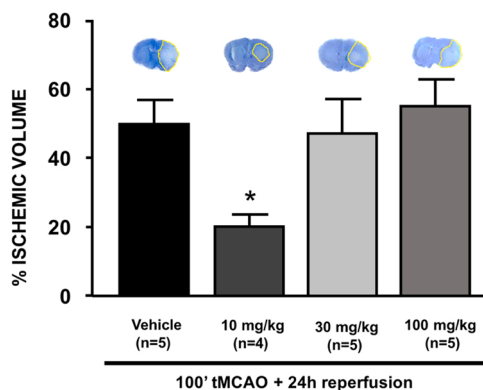 80
60
40
20
0
% ISCHEMIC VOLUME
*
Vehicle
(n=5)
10 mg/kg
(n=4)
30 mg/kg
(n=5)
100 mg/kg
(n=5)
100’ tMCAO + 24h reperfusion